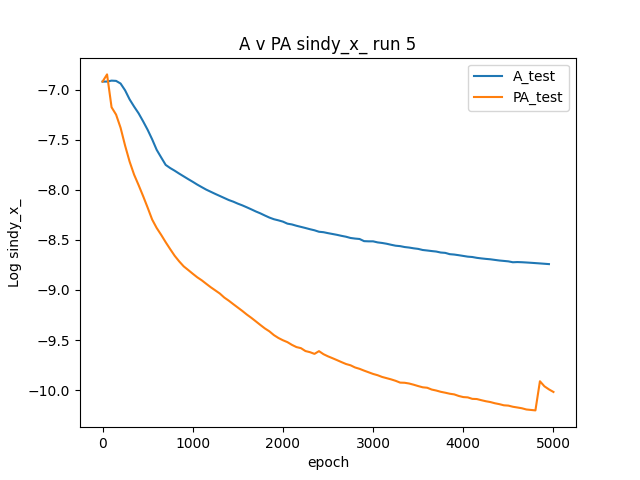 A v PA sindy_x_ run 5
A_test
PA_test
Log sindy_x_
−7.0
−7.5
−8.0
−8.5
−9.0
−9.5
−10.0
0 1000 2000 3000 4000 5000
epoch